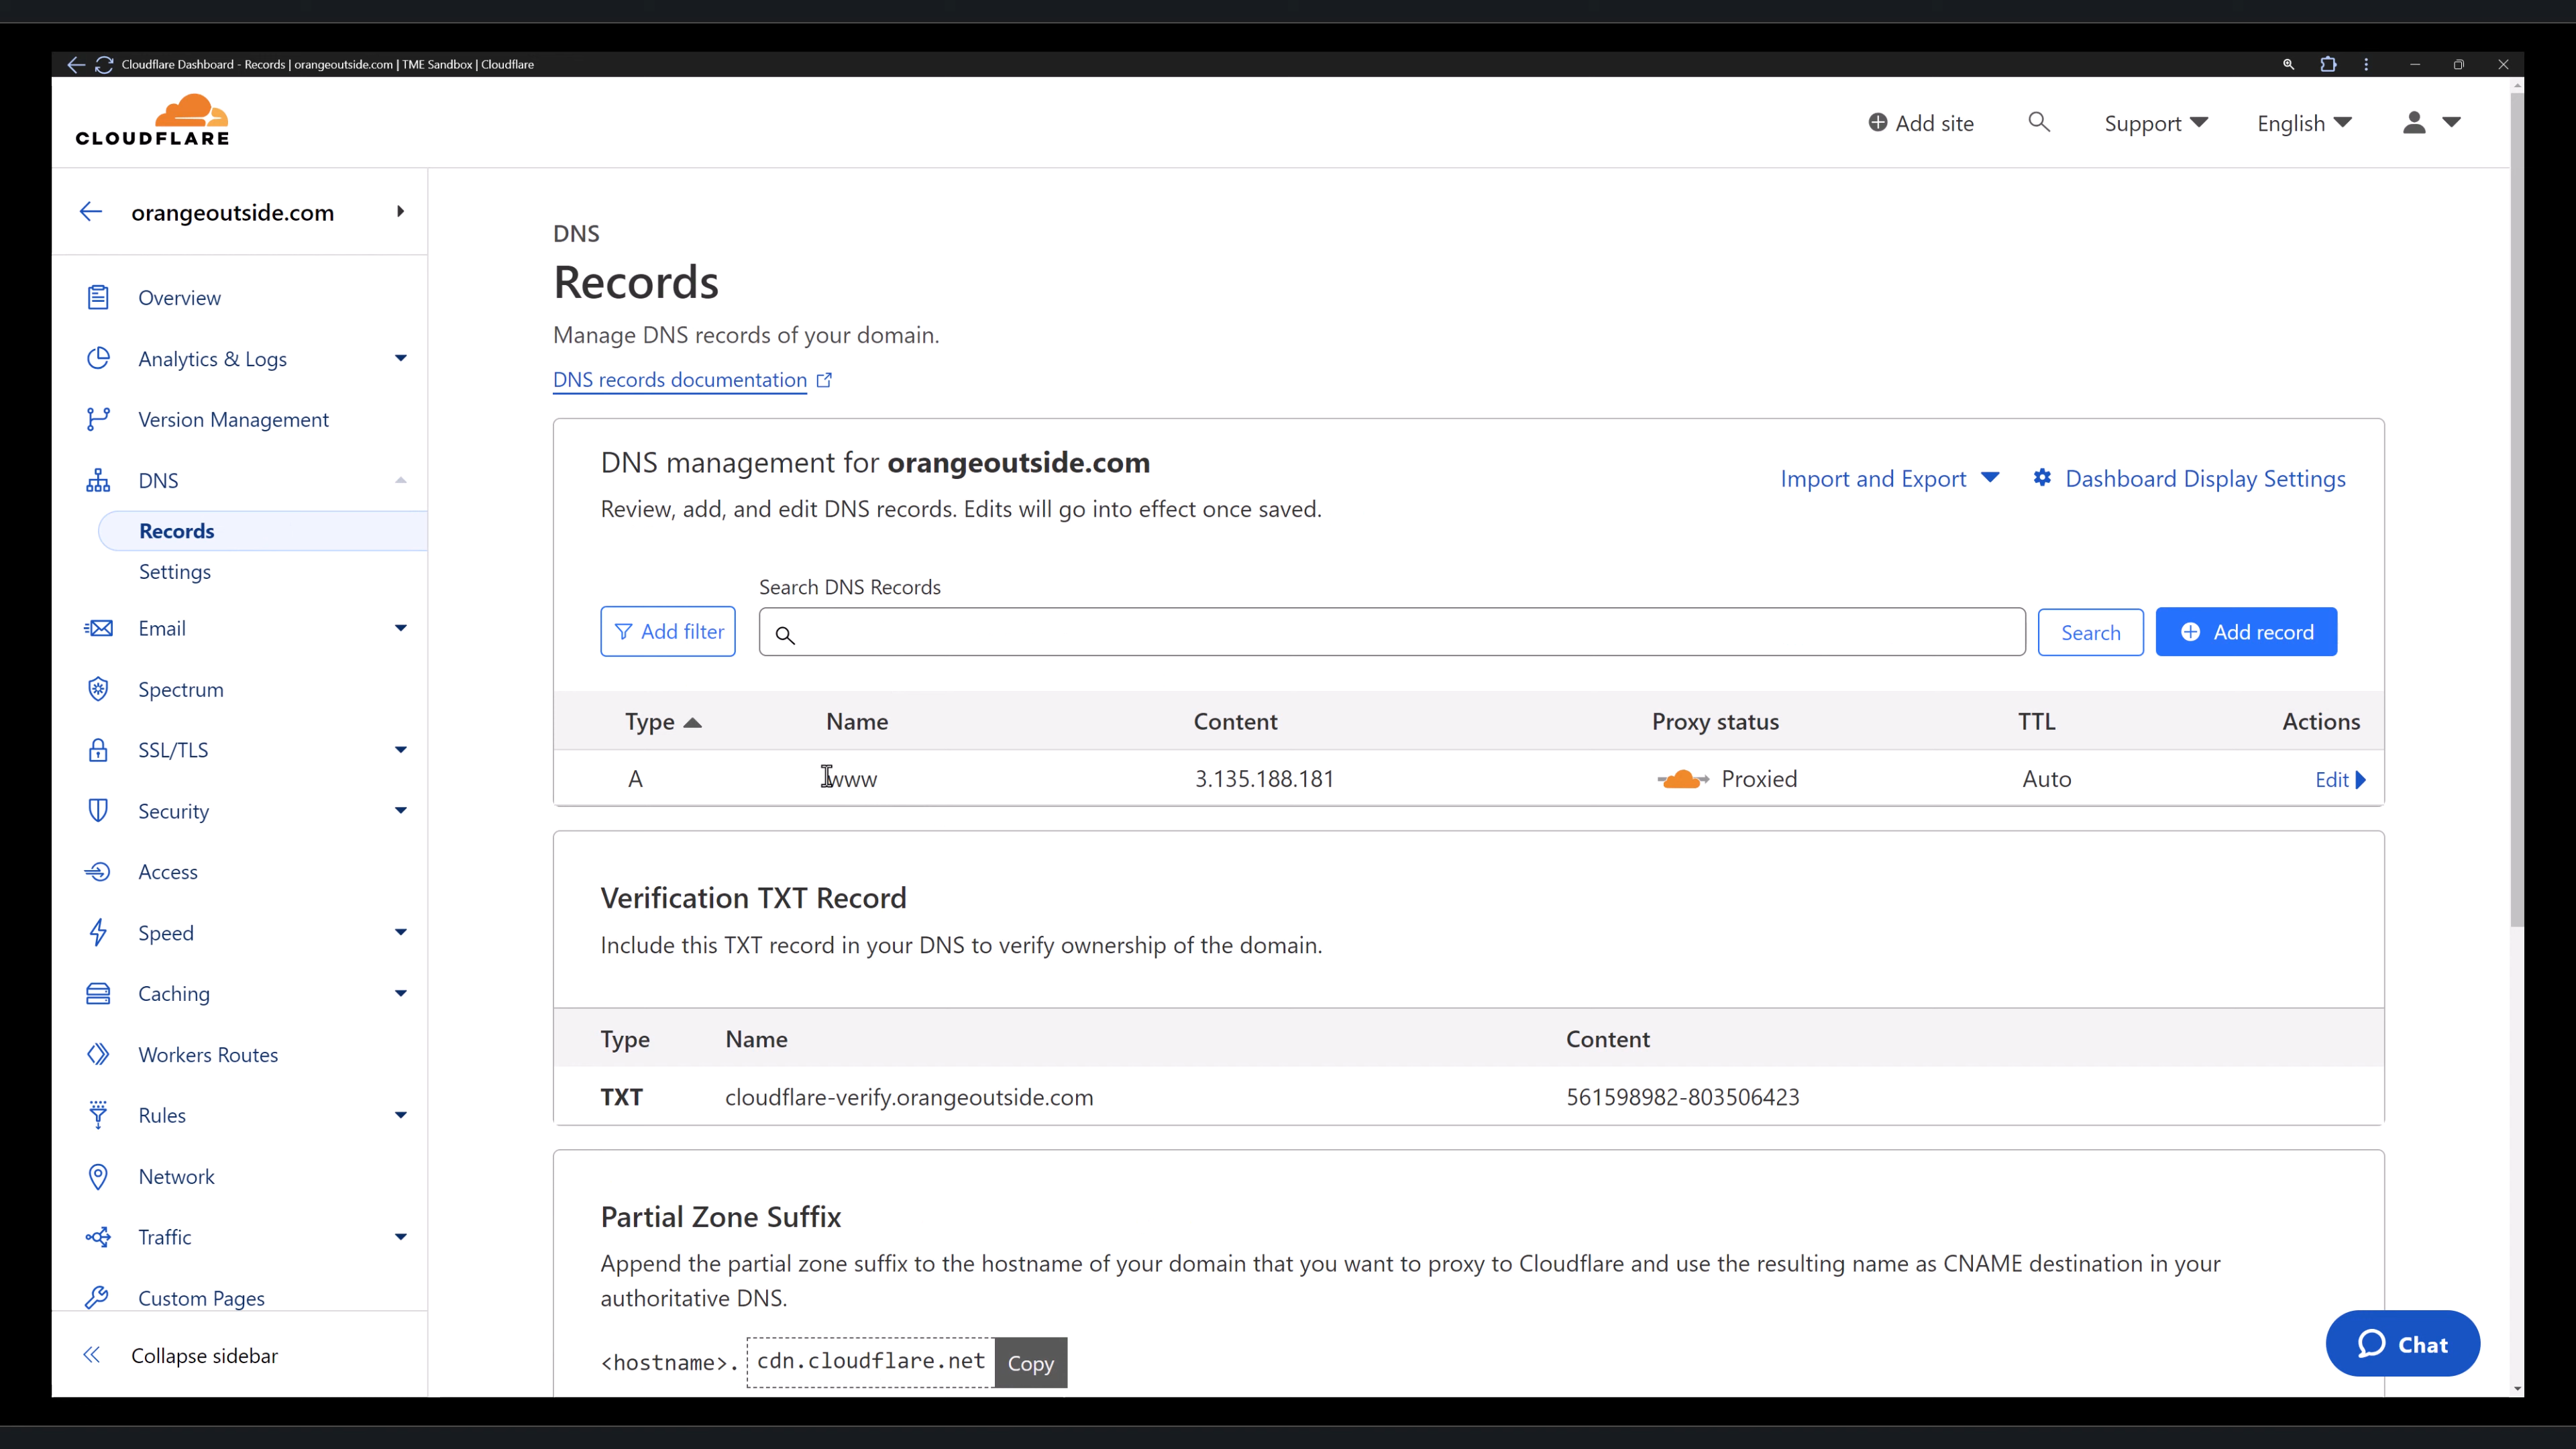 Cloudflare Dashboard - Records | orangeoutside.com | TME Sandbox | Cloudflare
CLOUDFLARE
Add site
Support
English
orangeoutside.com
Overview
Analytics & Logs
Version Management
DNS
Records
Settings
Email
Spectrum
SSL/TLS
Security
Access
Speed
Caching
Workers Routes
Rules
Network
Traffic
Custom Pages
Collapse sidebar
DNS
Records
Manage DNS records of your domain.
DNS records documentation
DNS management for orangeoutside.com
Review, add, and edit DNS records. Edits will go into effect once saved.
Import and Export
Dashboard Display Settings
Search DNS Records
Add filter
Search
Add record
Type Name Content Proxy status TTL Actions
A www 3.135.188.181 Proxied Auto Edit
Verification TXT Record
Include this TXT record in your DNS to verify ownership of the domain.
Type Name Content
TXT cloudflare-verify.orangeoutside.com 561598982-803506423
Partial Zone Suffix
Append the partial zone suffix to the hostname of your domain that you want to proxy to Cloudflare and use the resulting name as CNAME destination in your
authoritative DNS.
<hostname>. cdn.cloudflare.net Copy
Chat